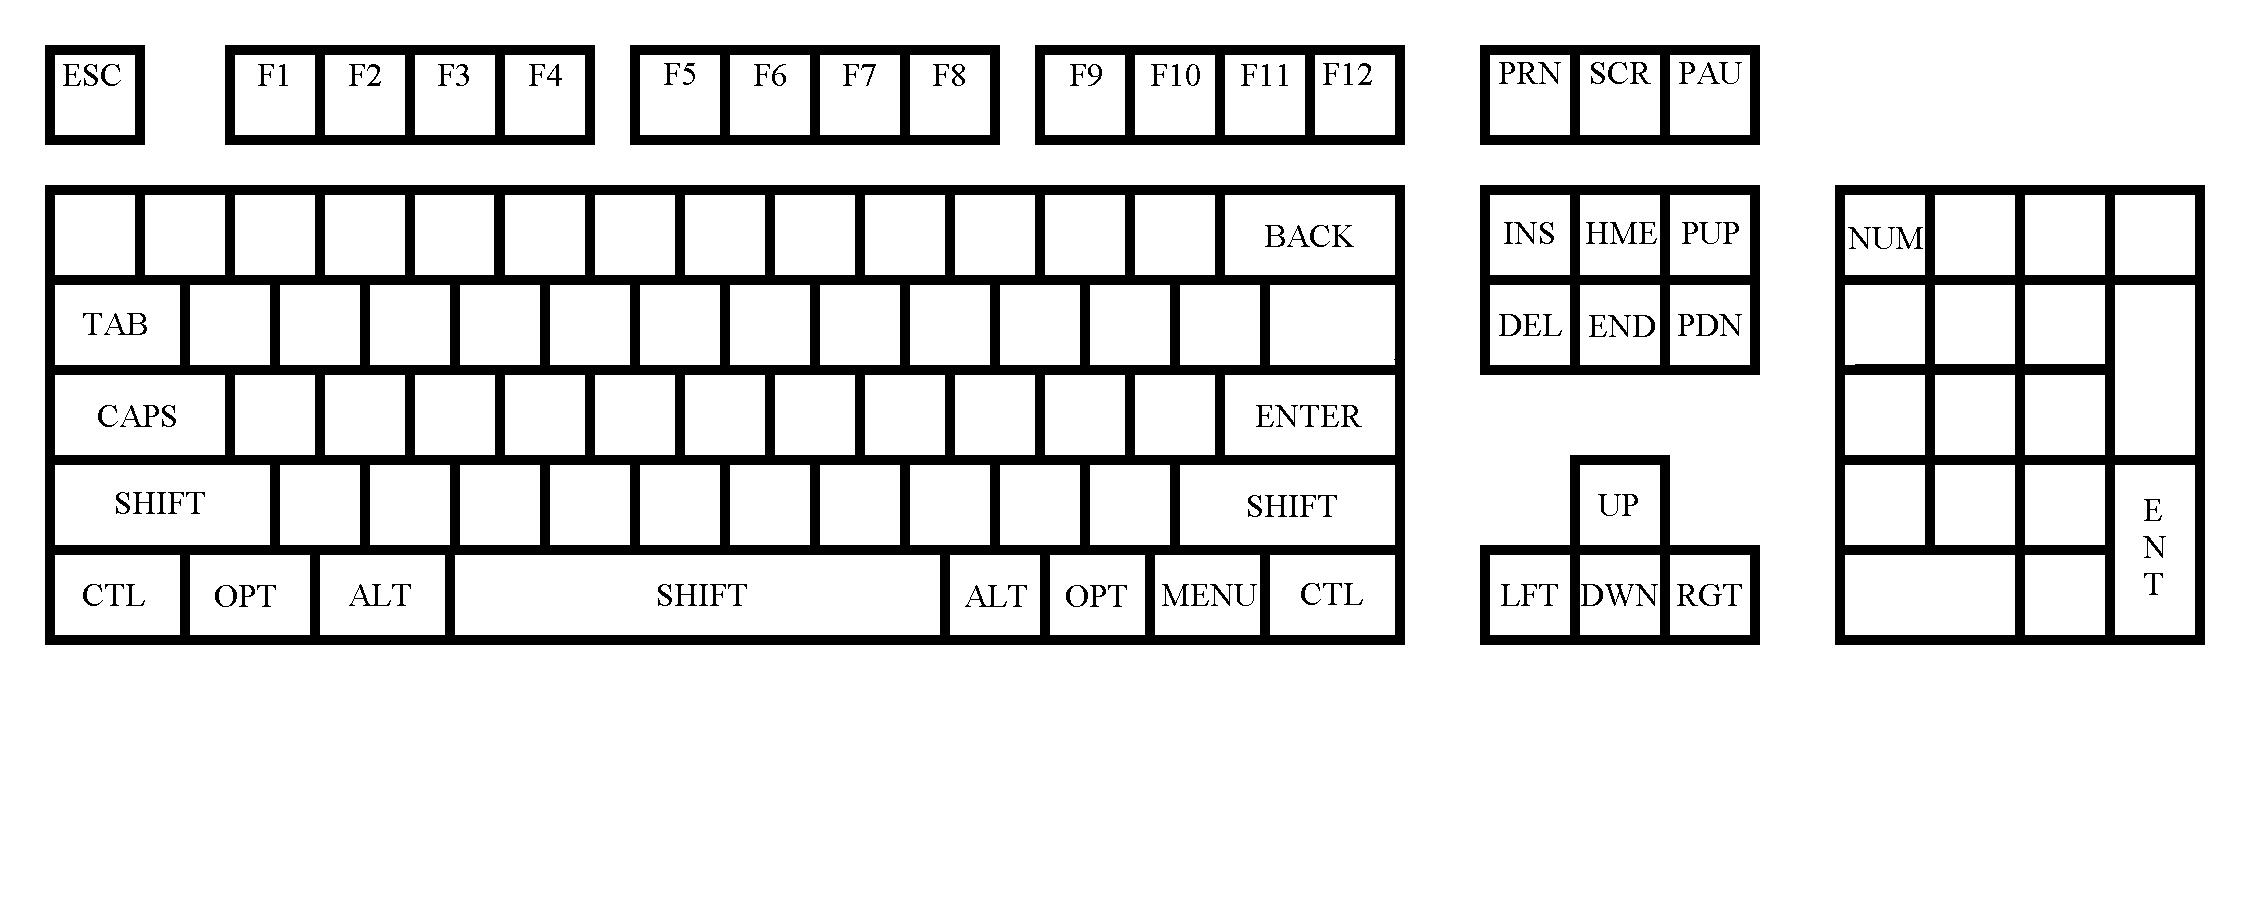 ESC F1 F2 F3 F4 F5 F6 F7 F8 F9 F10 F11 F12 PRN SCR PAU
BACK INS HME PUP NUM
TAB DEL END PDN
CAPS ENTER
SHIFT SHIFT UP
CTL OPT ALT SHIFT ALT OPT MENU CTL LFT DWN RGT
E
N
T